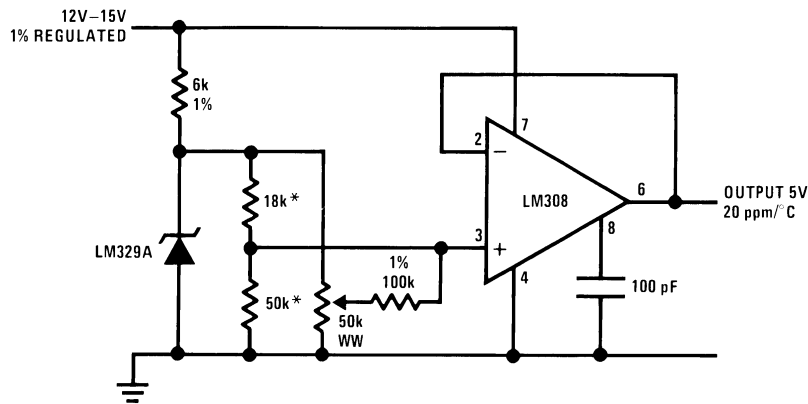 12V–15V
1% REGULATED
6k
1%
7
2
−
LM308
6
OUTPUT 5V
20 ppm/°C
18k*
LM329A
3
+
8
1%
100k
4
100 pF
50k*
50k
WW